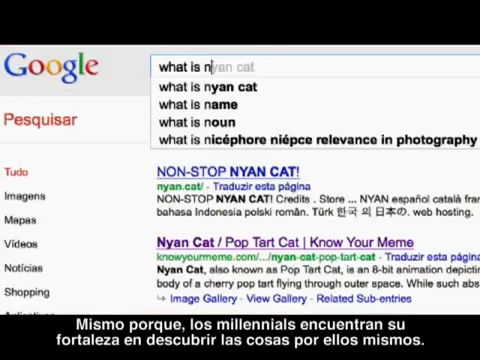 Google
what is nyan cat
what is nyan cat
what is name
what is noun
what is nicéphore niépce relevance in photography
Pesquisar
Tudo
Imagens
Mapas
Vídeos
Notícias
Shopping
NON-STOP NYAN CAT!
nyan.cat/ - Traduzir esta página
NON-STOP NYAN CAT! Credits . Store ... NYAN español català fra
bahasa Indonesia polski român. Türk 한국 의 日本の. web hosting.
Nyan Cat / Pop Tart Cat | Know Your Meme
knowyourmeme.com/.../nyan-cat-pop-tart-cat - Traduzir esta página
Nyan Cat, also known as Pop Tart Cat, is an 8-bit animation depictin
body of a cherry pop tart flying through outer space. While such abs
Image Gallery - View Gallery - Related Sub-entries
Mismo porque, los millennials encuentran su
fortaleza en descubrir las cosas por ellos mismos.